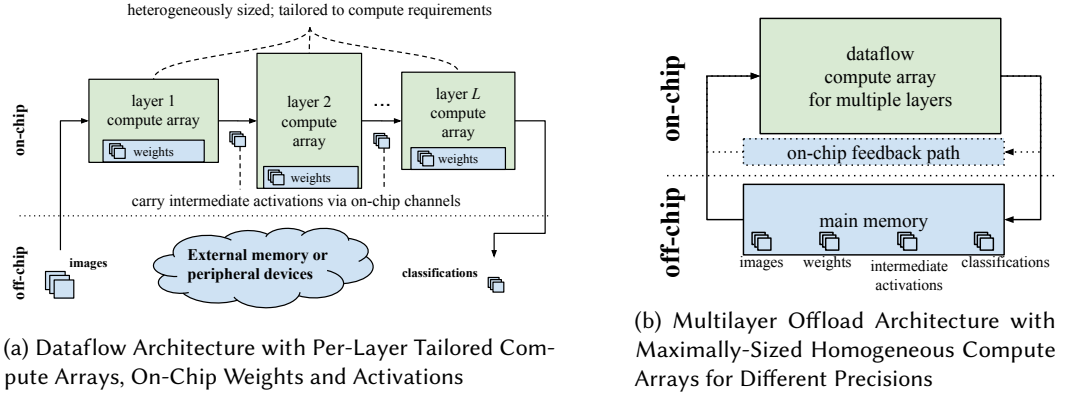 heterogeneously sized; tailored to compute requirements
on-chip
layer 1
compute array
weights
layer 2
compute
array
weights
...
layer L
compute
array
weights
carry intermediate activations via on-chip channels
off-chip
images
External memory or
peripheral devices
classifications
(a) Dataflow Architecture with Per-Layer Tailored Com-
pute Arrays, On-Chip Weights and Activations
on-chip
dataflow
compute array
for multiple layers
on-chip feedback path
off-chip
main memory
images
weights
intermediate
activations
classifications
(b) Multilayer Offload Architecture with
Maximally-Sized Homogeneous Compute
Arrays for Different Precisions